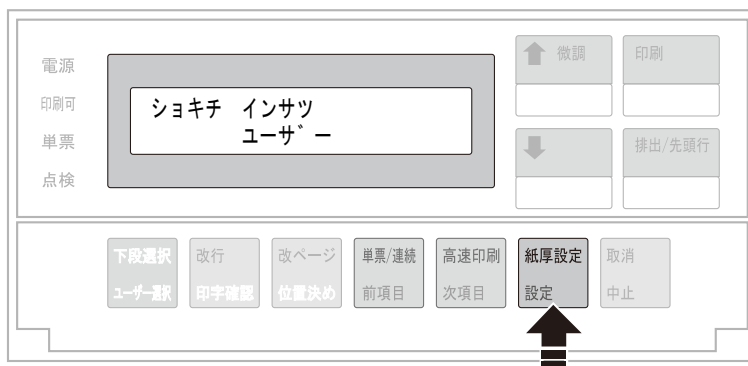 電源
印刷可
単票
点検
ショキチ インサツ
ユーザー
微調
印刷
排出/先頭行
下段選択
ユーザー選択
改行
印字確認
改ページ
位置決め
単票/連続
前項目
高速印刷
次項目
紙厚設定
設定
取消
中止